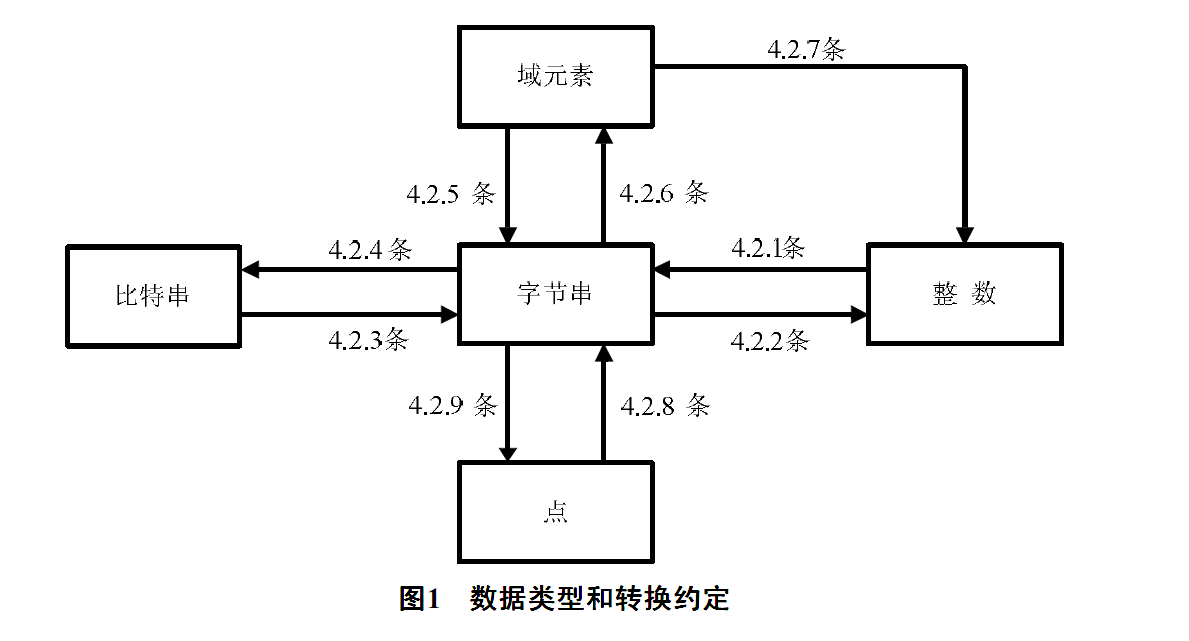 4.2.7条
域元素
4.2.5 条
4.2.6 条
4.2.4条
4.2.1条
比特串
字节串
整 数
4.2.3条
4.2.2条
4.2.9 条
4.2.8 条
点
图1 数据类型和转换约定